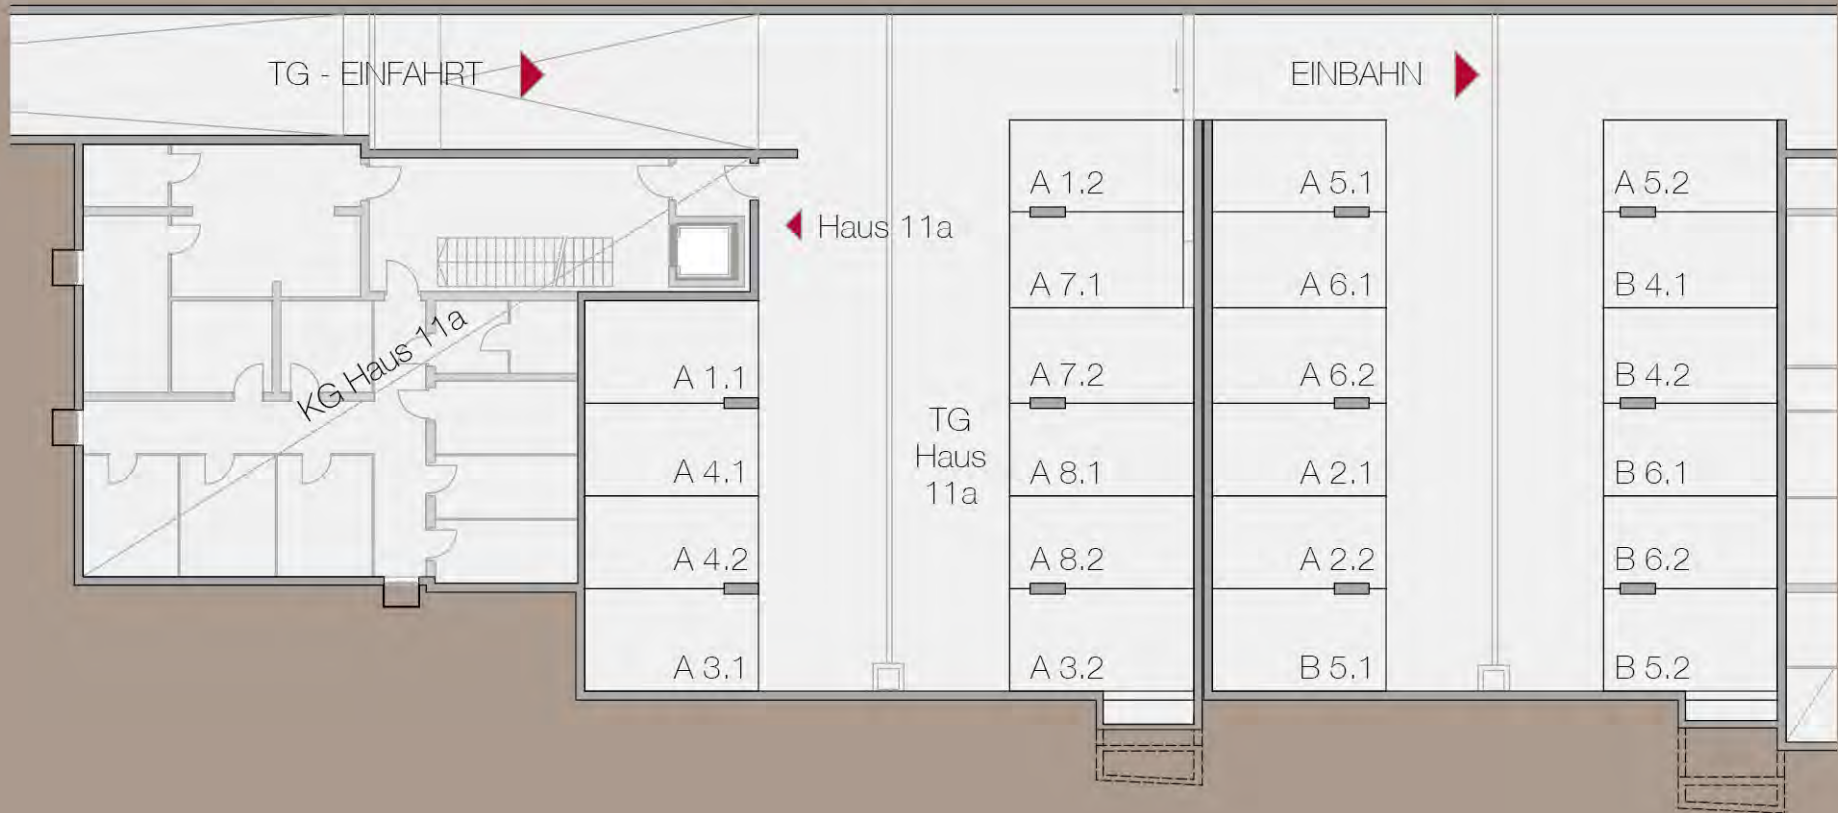 TG - EINFAHRT
EINBAHN
Haus 11a
KG Haus 11a
TG
Haus
11a
A 1.1
A 4.1
A 4.2
A 3.1
A 1.2
A 7.1
A 7.2
A 8.1
A 8.2
A 3.2
A 5.1
A 6.1
A 6.2
A 2.1
A 2.2
B 5.1
A 5.2
B 4.1
B 4.2
B 6.1
B 6.2
B 5.2